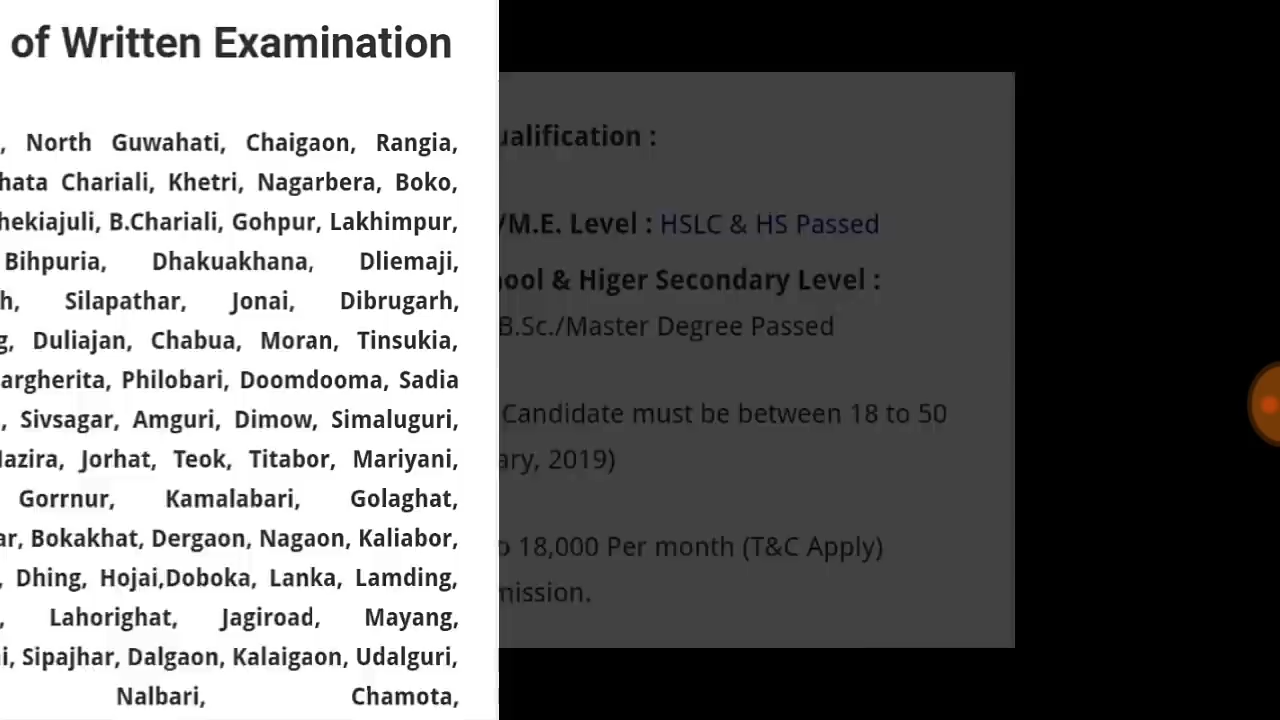 of Written Examination
, North Guwahati, Chaigaon, Rangia,
hata Chariali, Khetri, Nagarbera, Boko,
hekiajuli, B.Chariali, Gohpur, Lakhimpur,
Bihpuria, Dhakuakhana, Dliemaji,
h, Silapathar, Jonai, Dibrugarh,
g, Duliajan, Chabua, Moran, Tinsukia,
argherita, Philobari, Doomdooma, Sadia
, Sivsagar, Amguri, Dimow, Simaluguri,
Nazira, Jorhat, Teok, Titabor, Mariyani,
Gorrnur, Kamalabari, Golaghat,
ar, Bokakhat, Dergaon, Nagaon, Kaliabor,
, Dhing, Hojai,Doboka, Lanka, Lamding,
, Lahorighat, Jagiroad, Mayang,
i, Sipajhar, Dalgaon, Kalaigaon, Udalguri,
Nalbari, Chamota,
ualification :
/M.E. Level : HSLC & HS Passed
ool & Higer Secondary Level :
B.Sc./Master Degree Passed
Candidate must be between 18 to 50
ary, 2019)
o 18,000 Per month (T&C Apply)
mission.